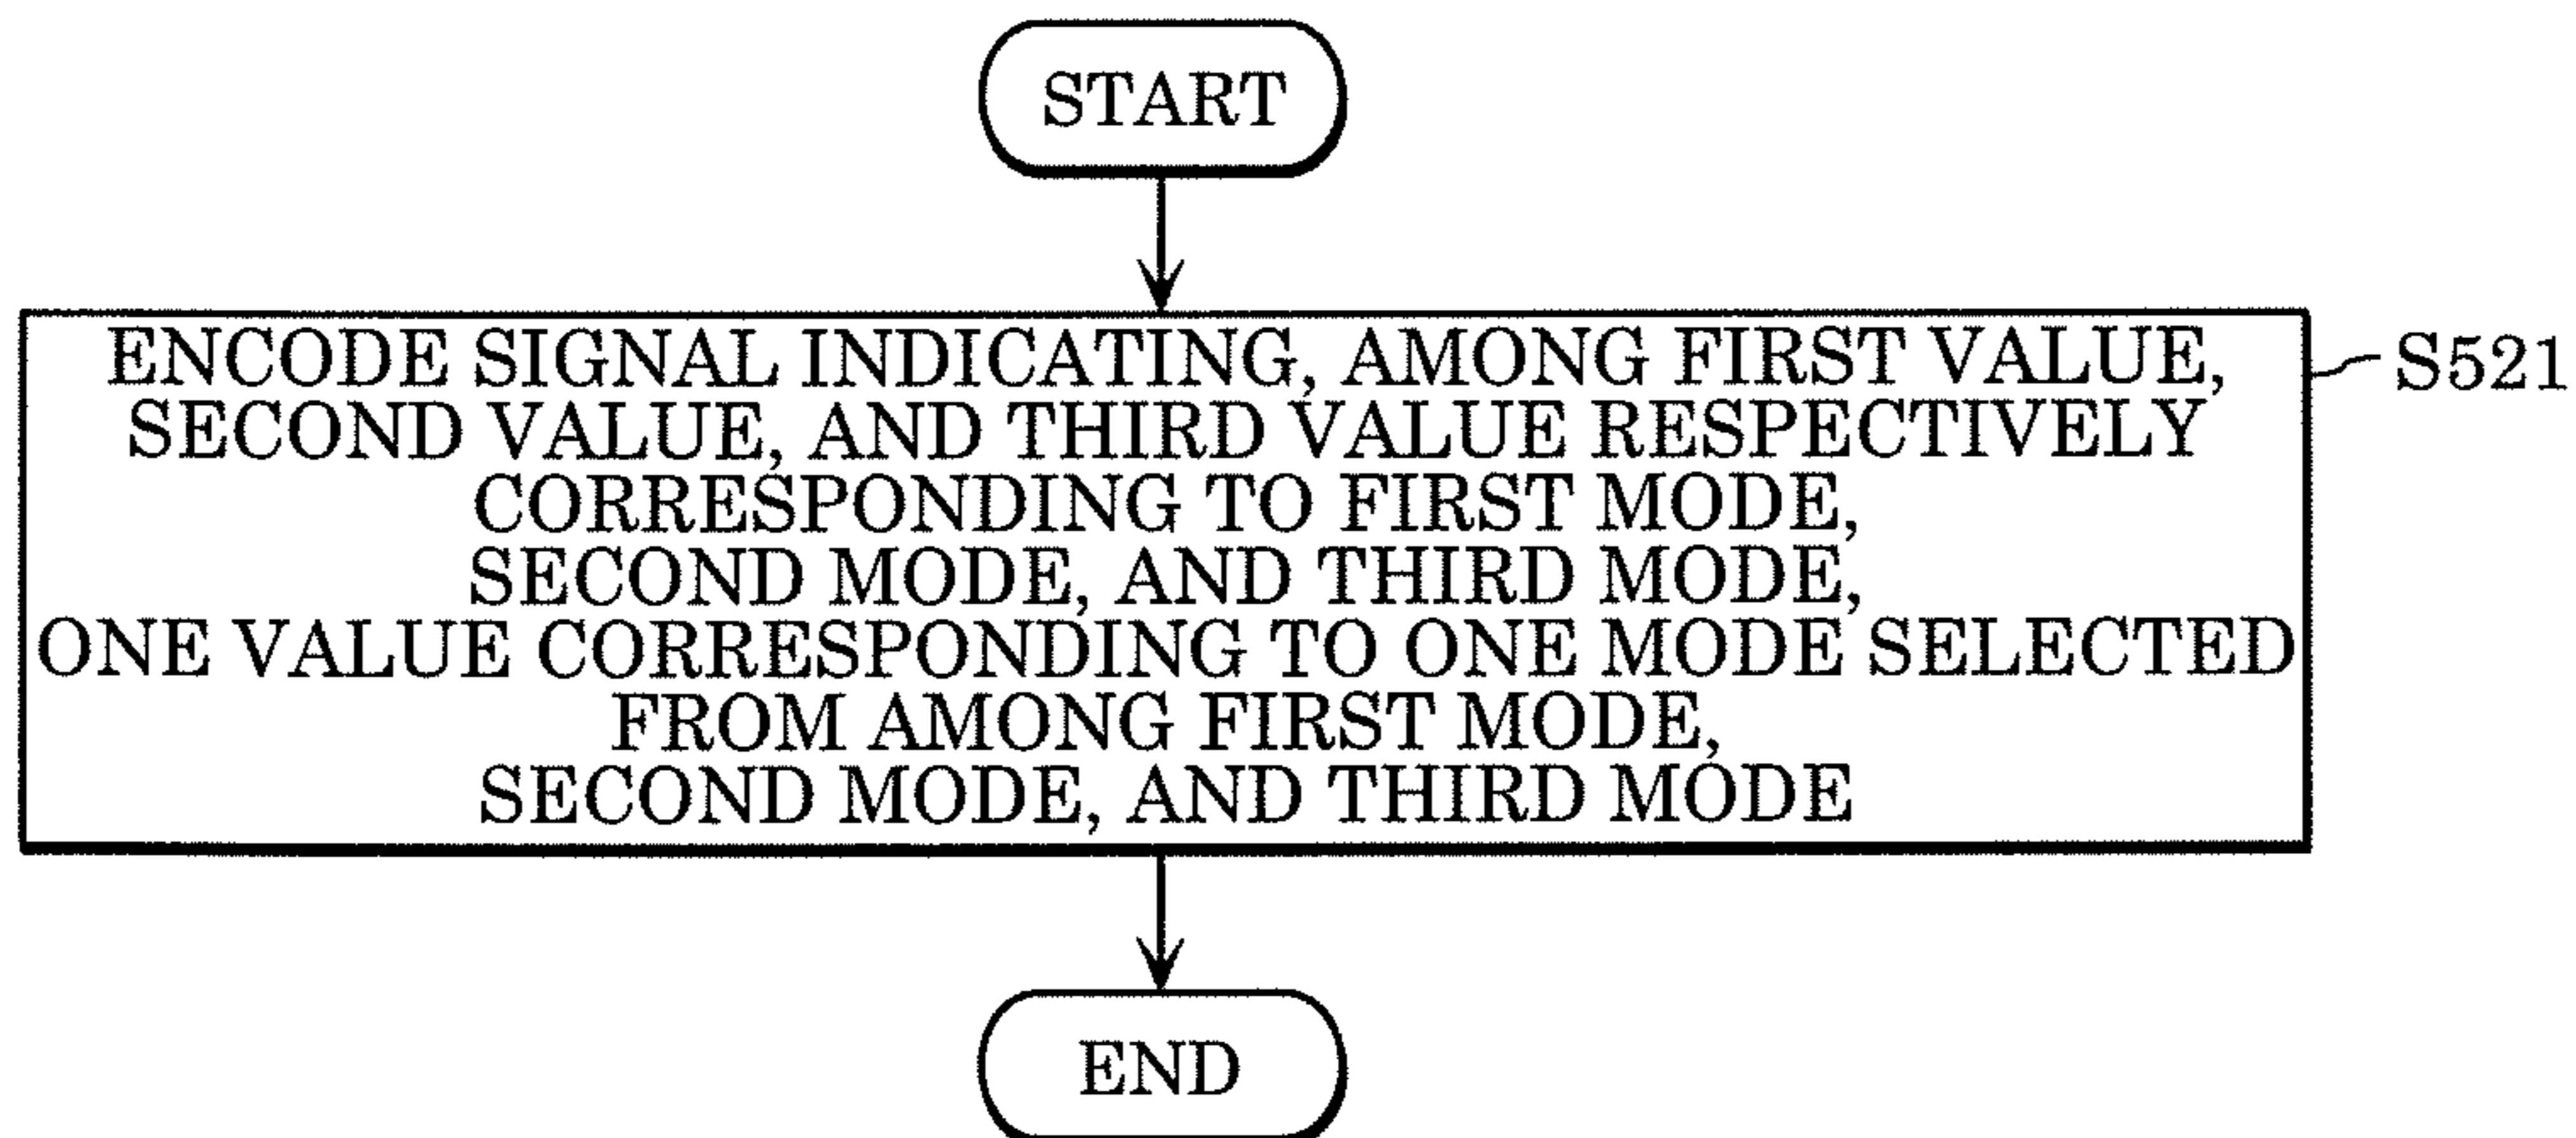 START
ENCODE SIGNAL INDICATING, AMONG FIRST VALUE,
SECOND VALUE, AND THIRD VALUE RESPECTIVELY
CORRESPONDING TO FIRST MODE,
SECOND MODE, AND THIRD MODE,
ONE VALUE CORRESPONDING TO ONE MODE SELECTED
FROM AMONG FIRST MODE,
SECOND MODE, AND THIRD MODE
S521
END